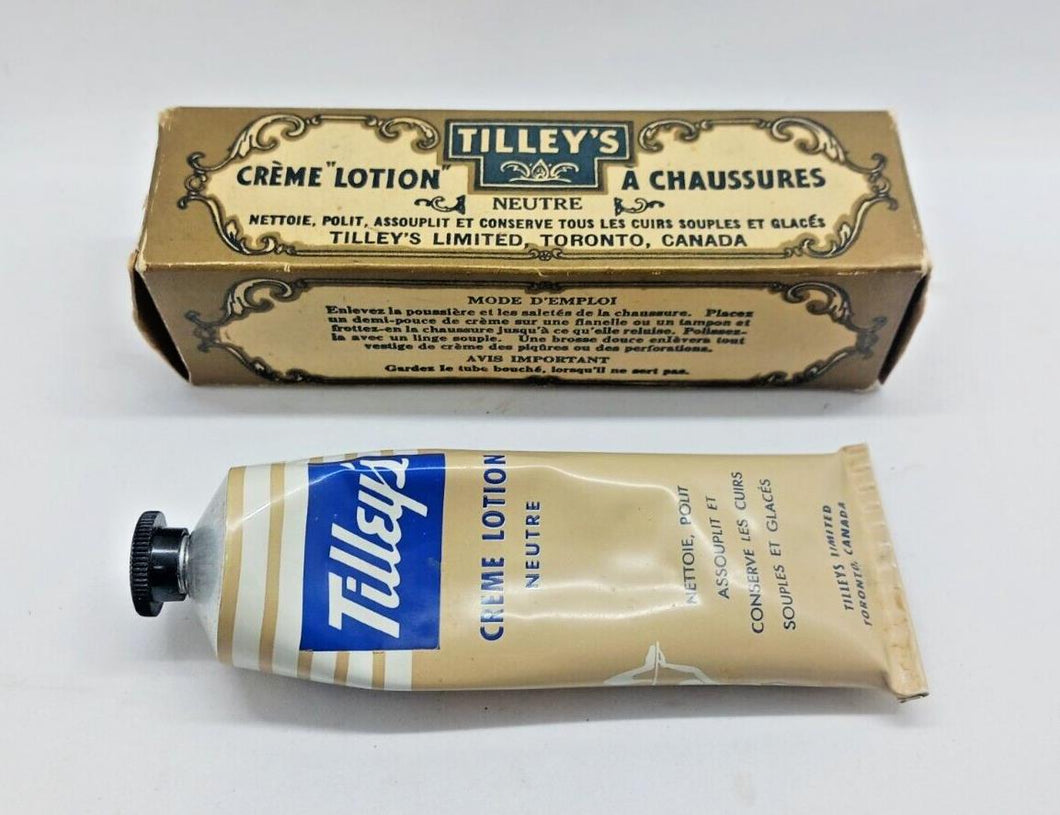 TILLEY'S
CRÈME "LOTION" A CHAUSSURES
NEUTRE
NETTOIE, POLIT, ASSOUPLIT ET CONSERVE TOUS LES CUIRS SOUPLES ET GLACÉS
TILLEY'S LIMITED, TORONTO, CANADA
MODE D'EMPLOI
Enlevez la poussière et les saletés de la chaussure. Placez
un demi-pouce de crème sur une flanelle ou un tampon et
frottez-en la chaussure jusqu'à ce qu'elle reluise. Polissez-
la avec un linge souple. Une brosse douce enlèvera tout
vestige de crème des piqûres ou des perforations.
AVIS IMPORTANT
Gardez le tube bouché, lorsqu'il ne sert pas.
Tilley's
CREME LOTION
NEUTRE
NETTOIE, POLIT
ASSOUPLIT ET
CONSERVE LES CUIRS
SOUPLES ET GLACÉS
TILLEYS LIMITED
TORONTO, CANADA